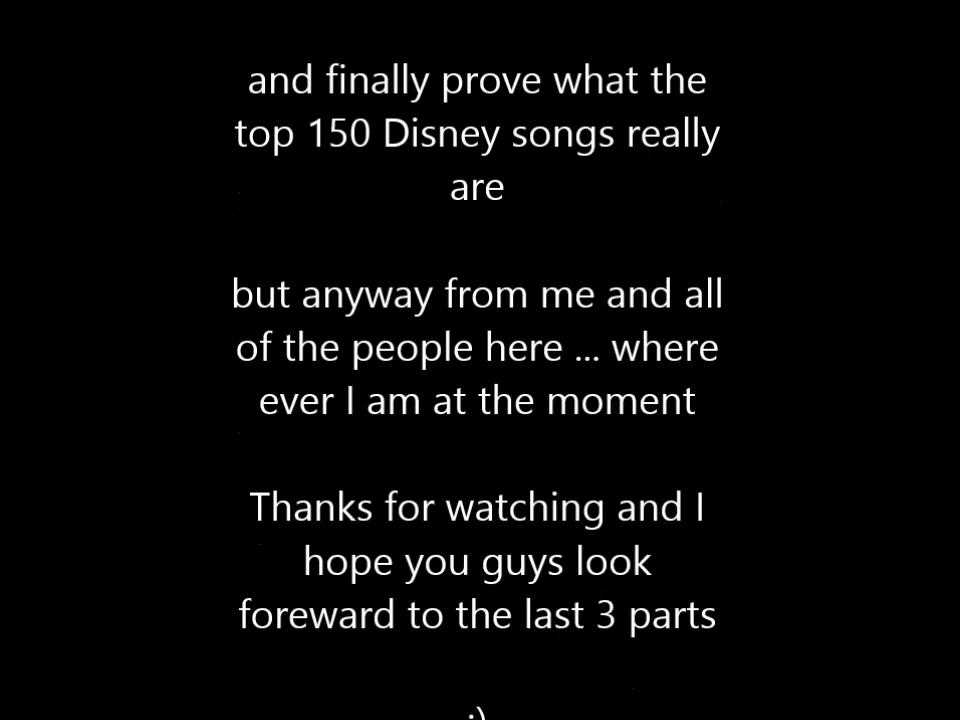 and finally prove what the
top 150 Disney songs really
are
but anyway from me and all
of the people here ... where
ever I am at the moment
Thanks for watching and I
hope you guys look
foreward to the last 3 parts
:)